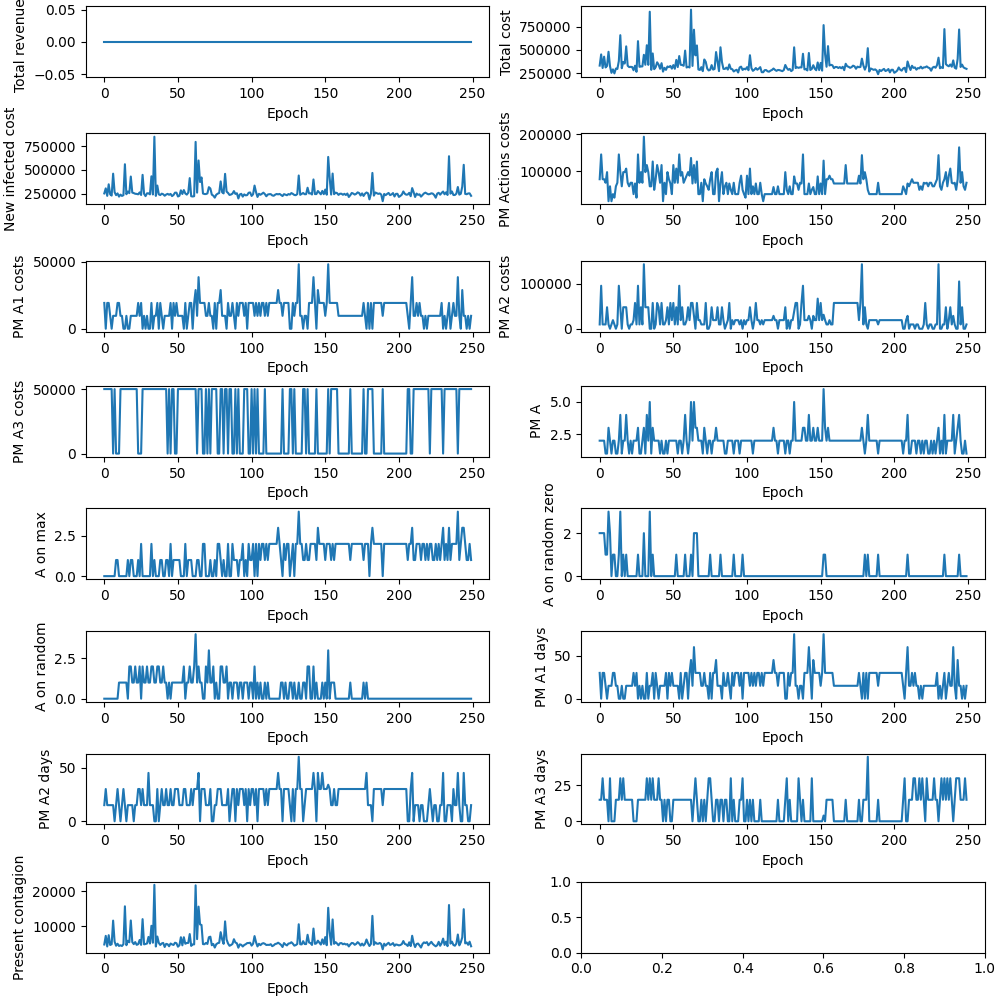 Total revenue
0.05
0.00
−0.05
0 50 100 150 200 250
Epoch
Total cost
750000
500000
250000
0 50 100 150 200 250
Epoch
New infected cost
750000
500000
250000
0 50 100 150 200 250
Epoch
PM Actions costs
200000
100000
0 50 100 150 200 250
Epoch
PM A1 costs
50000
0
0 50 100 150 200 250
Epoch
PM A2 costs
100000
0
0 50 100 150 200 250
Epoch
PM A3 costs
50000
0
0 50 100 150 200 250
Epoch
PM A
5.0
2.5
0 50 100 150 200 250
Epoch
A on max
2.5
0.0
0 50 100 150 200 250
Epoch
A on random zero
2
0
0 50 100 150 200 250
Epoch
A on random
2.5
0.0
0 50 100 150 200 250
Epoch
PM A1 days
50
0
0 50 100 150 200 250
Epoch
PM A2 days
50
0
0 50 100 150 200 250
Epoch
PM A3 days
25
0
0 50 100 150 200 250
Epoch
Present contagion
20000
10000
0 50 100 150 200 250
Epoch
1.0
0.5
0.0
0.0 0.2 0.4 0.6 0.8 1.0